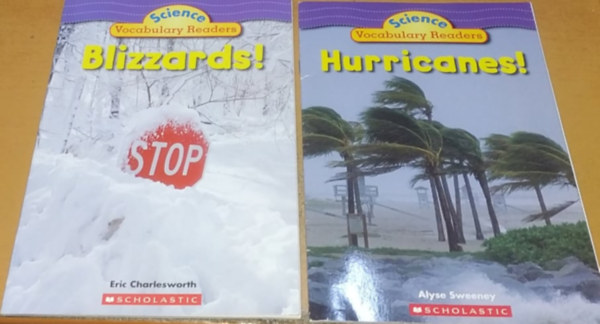 Science
Vocabulary Readers
Blizzards!
STOP
Eric Charlesworth
SCHOLASTIC
Science
Vocabulary Readers
Hurricanes!
Alyse Sweeney
SCHOLASTIC